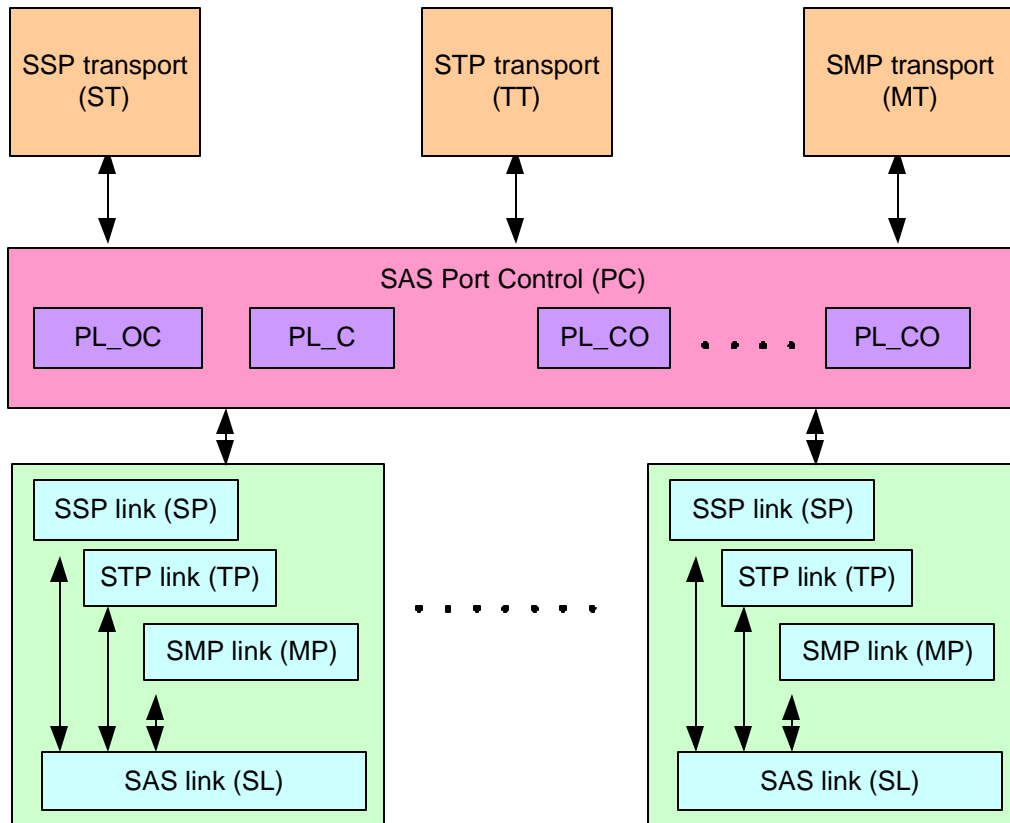 SSP transport
(ST)
STP transport
(TT)
SMP transport
(MT)
SAS Port Control (PC)
PL_OC
PL_C
PL_CO
PL_CO
SSP link (SP)
STP link (TP)
SMP link (MP)
SAS link (SL)
SSP link (SP)
STP link (TP)
SMP link (MP)
SAS link (SL)